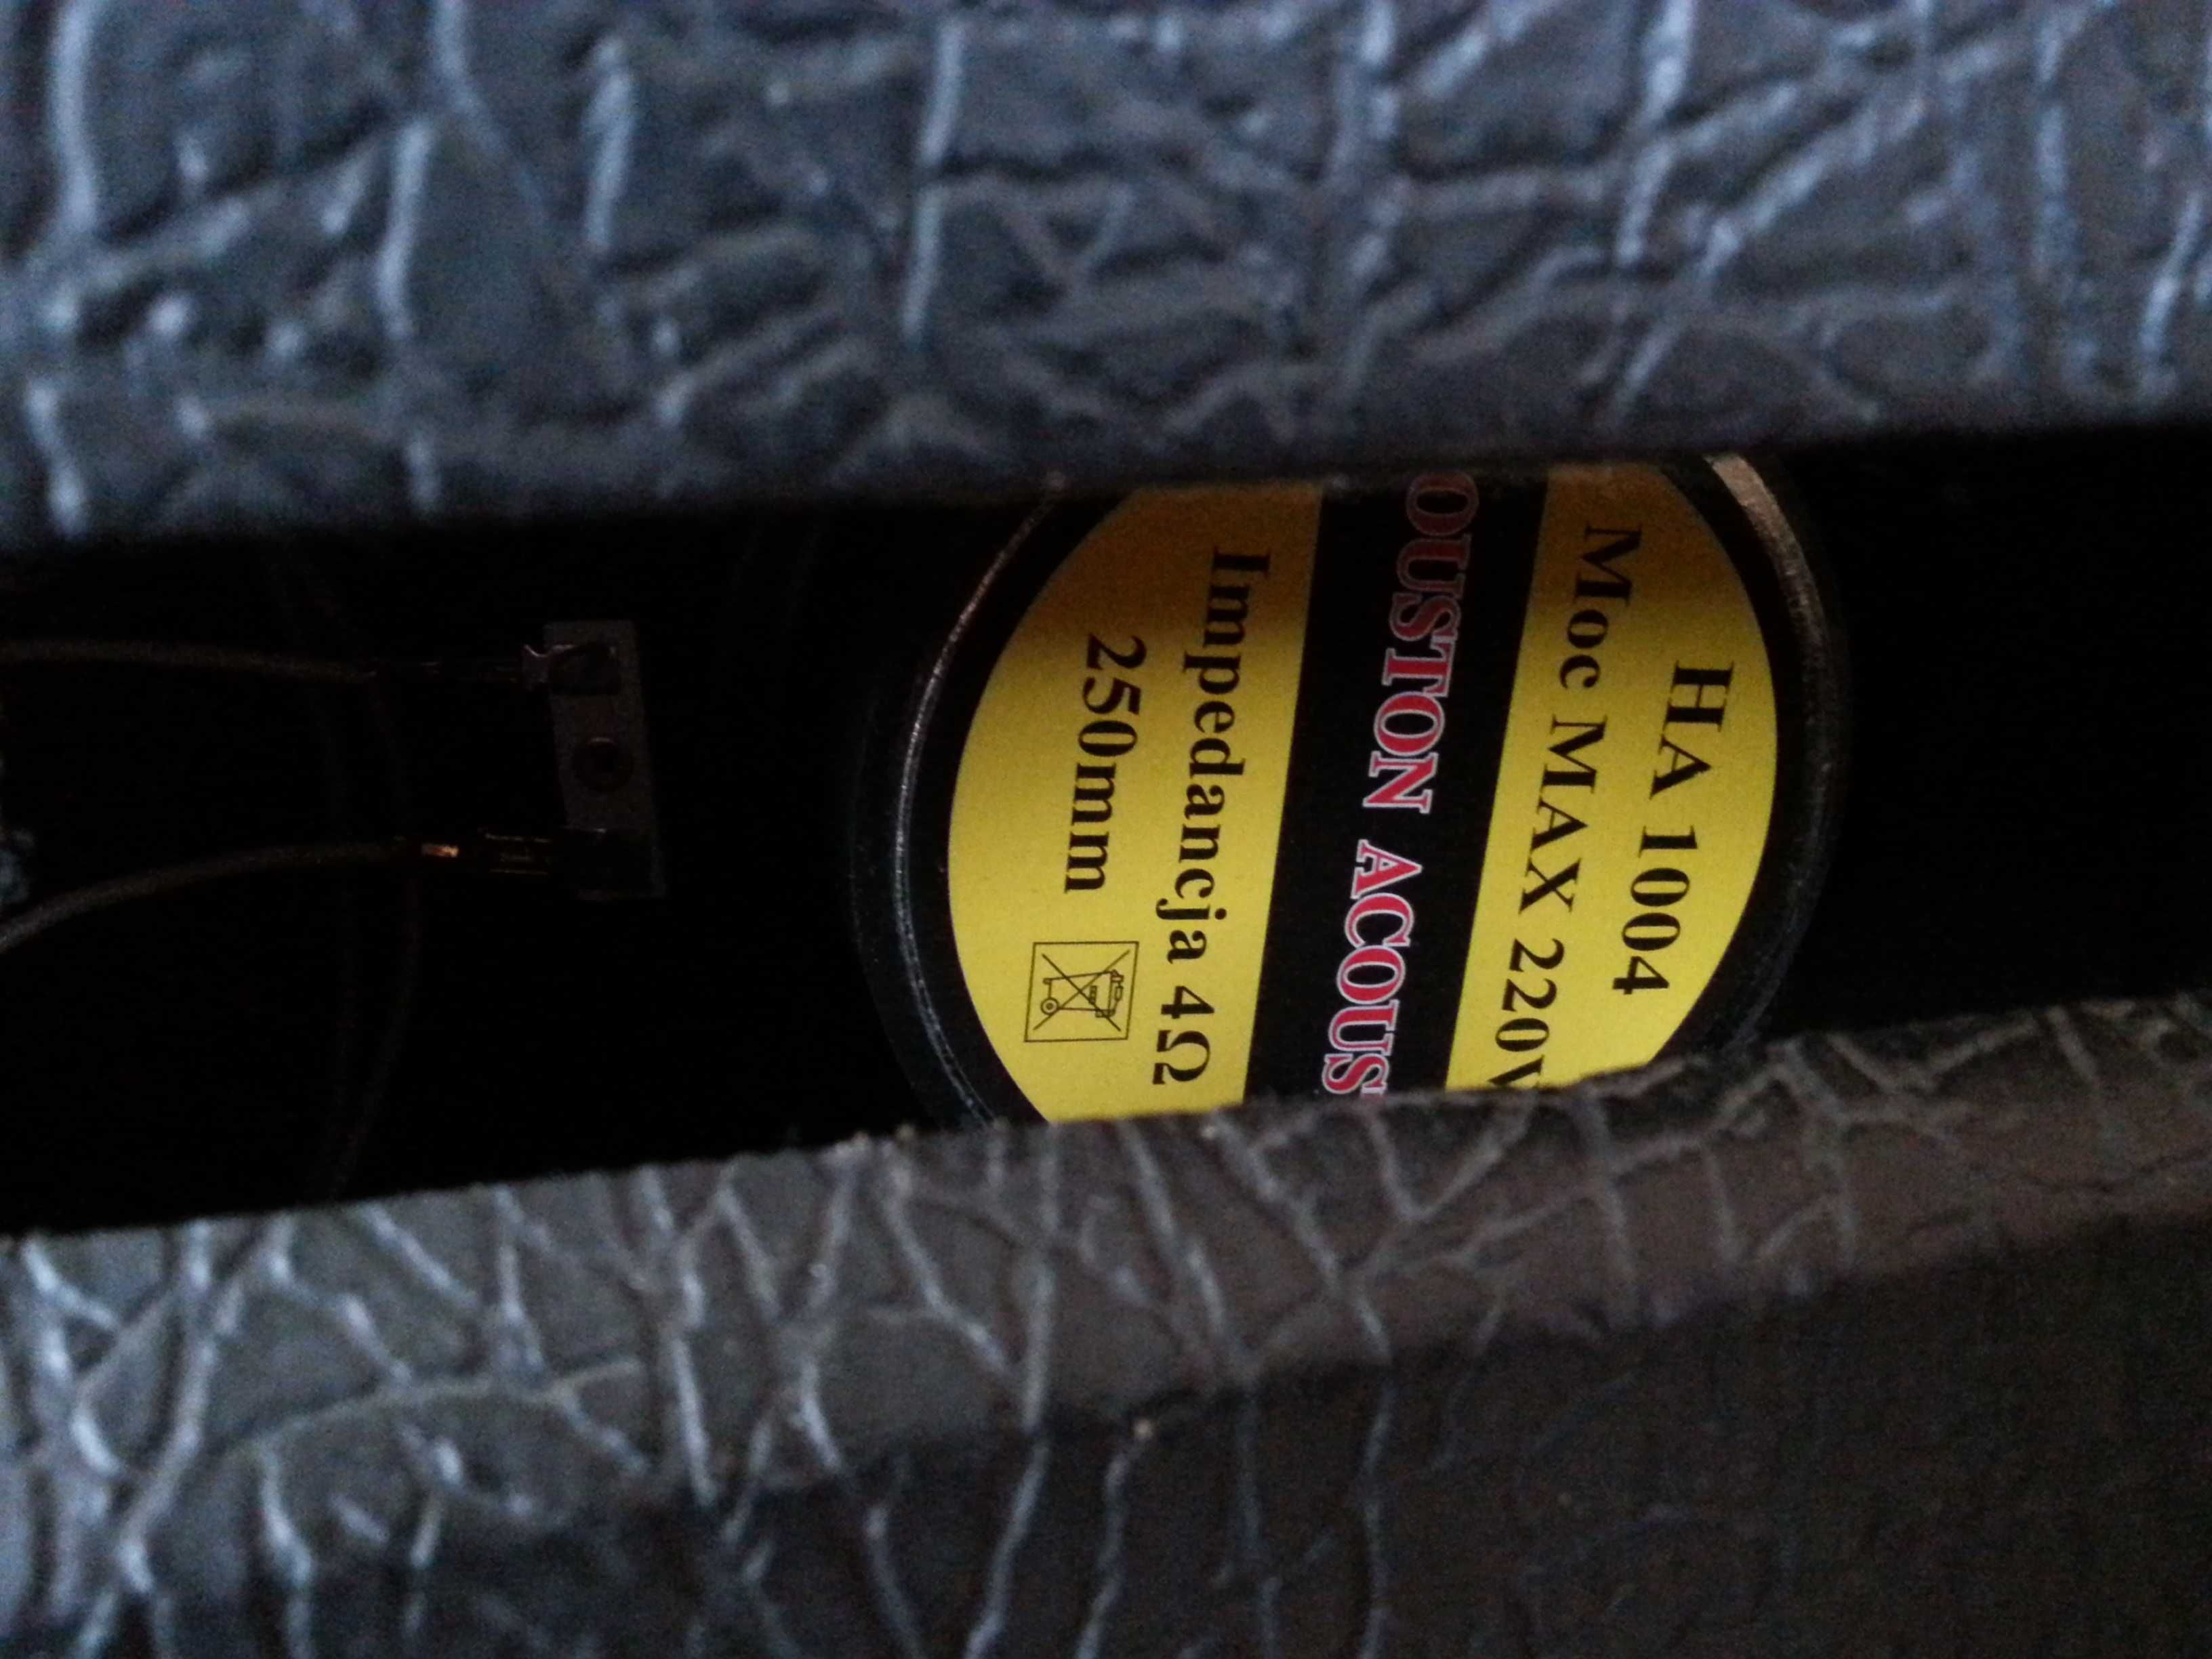 HA 1004
Moc MAX 220W
OUSTON ACOUS
Impedancja 4Ω
250mm